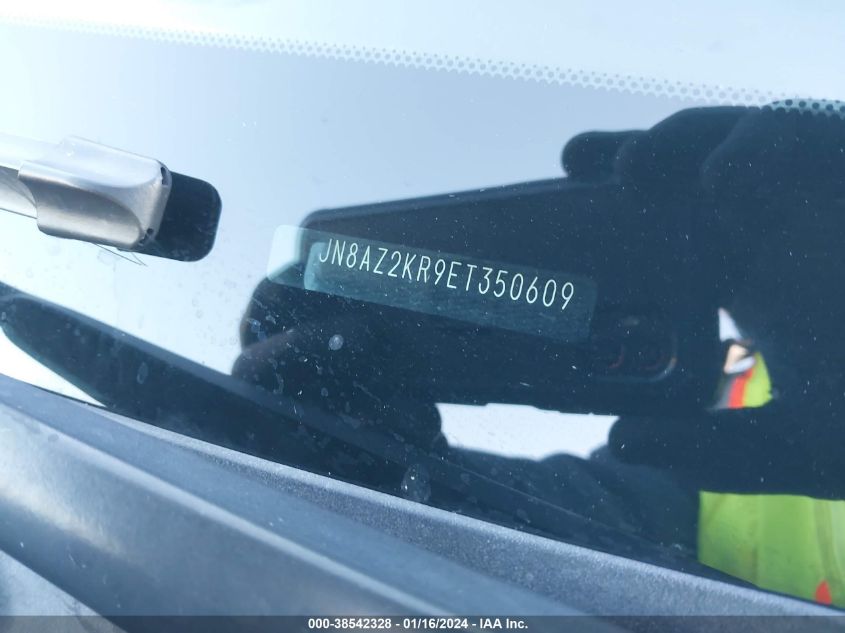 JN8AZ2KR9ET350609
000-38542328 - 01/16/2024 - IAA Inc.